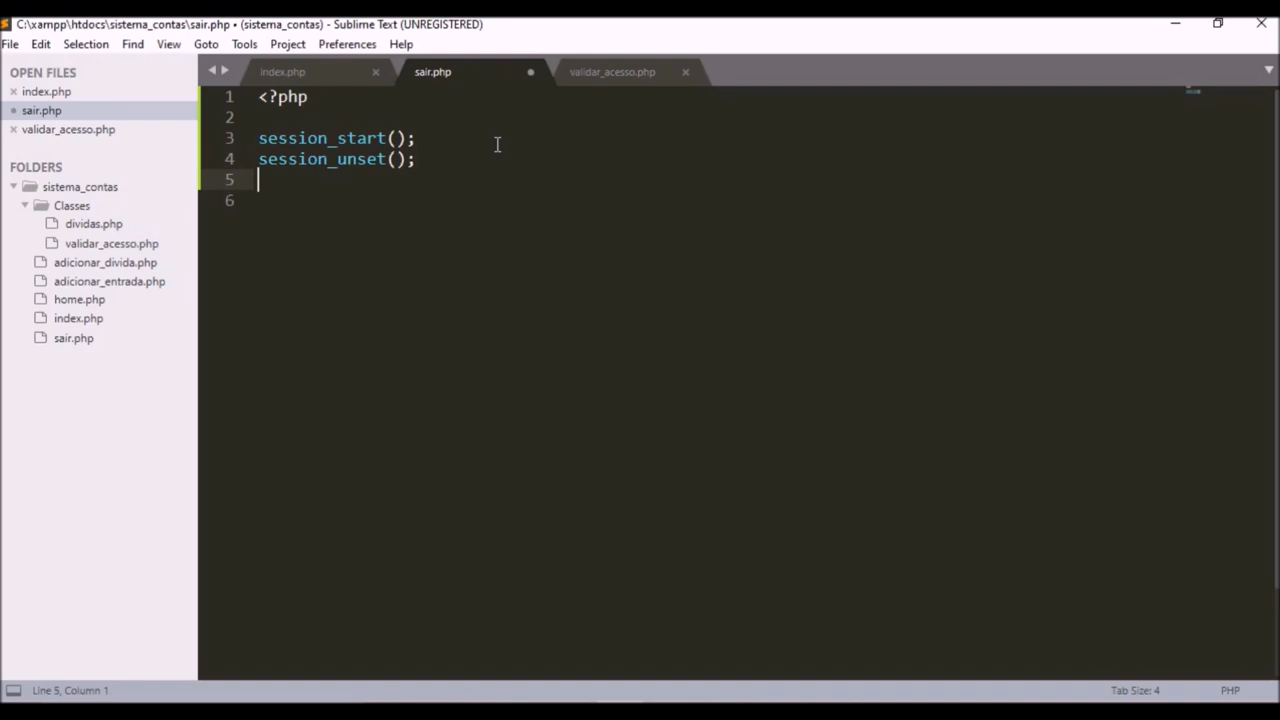 C:\xampp\htdocs\sistema_contas\sair.php • (sistema_contas) - Sublime Text (UNREGISTERED)
File Edit Selection Find View Goto Tools Project Preferences Help
OPEN FILES
index.php
sair.php
validar_acesso.php
FOLDERS
sistema_contas
Classes
dividas.php
validar_acesso.php
adicionar_divida.php
adicionar_entrada.php
home.php
index.php
sair.php
index.php sair.php validar_acesso.php
1 <?php
2
3 session_start();
4 session_unset();
5
6
Line 5, Column 1 Tab Size: 4 PHP